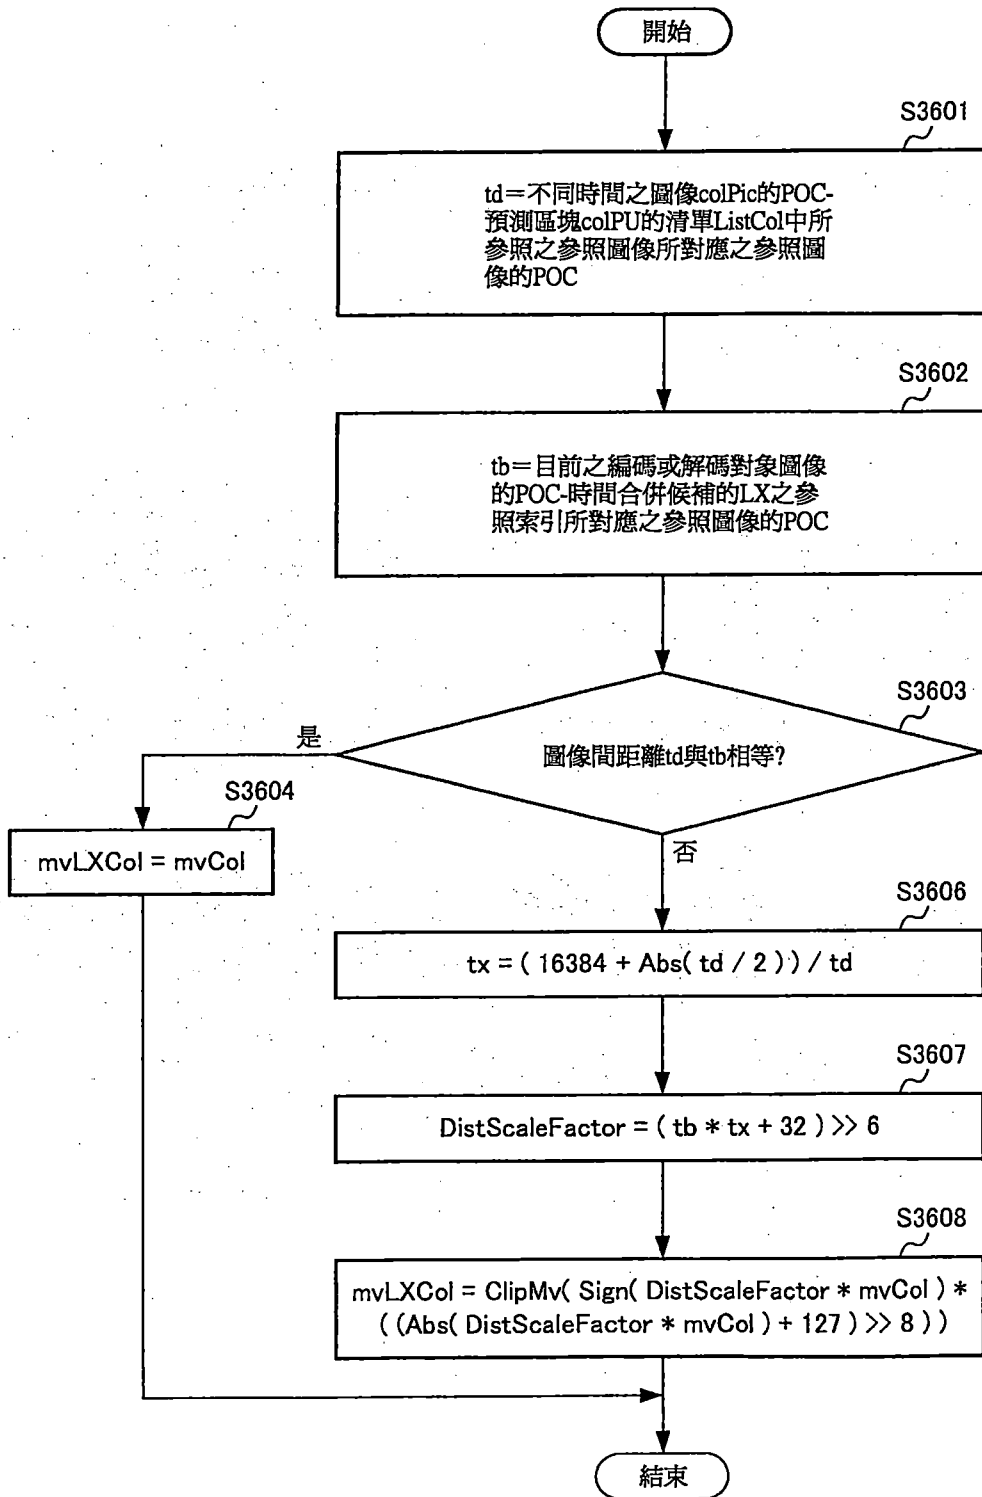 開始
S3601
td＝不同時間之圖像colPic的POC-
預測區塊colPU的清單ListCol中所
參照之參照圖像所對應之參照圖
像的POC
S3602
tb＝目前之編碼或解碼對象圖像
的POC-時間合併候補的LX之參
照索引所對應之參照圖像的POC
S3603
圖像間距離td與tb相等?
是
S3604
mvLXCol = mvCol
否
S3606
tx = ( 16384 + Abs( td / 2 ) ) / td
S3607
DistScaleFactor = ( tb * tx + 32 ) >> 6
S3608
mvLXCol = ClipMv( Sign( DistScaleFactor * mvCol ) *
( (Abs( DistScaleFactor * mvCol ) + 127 ) >> 8 ) )
結束